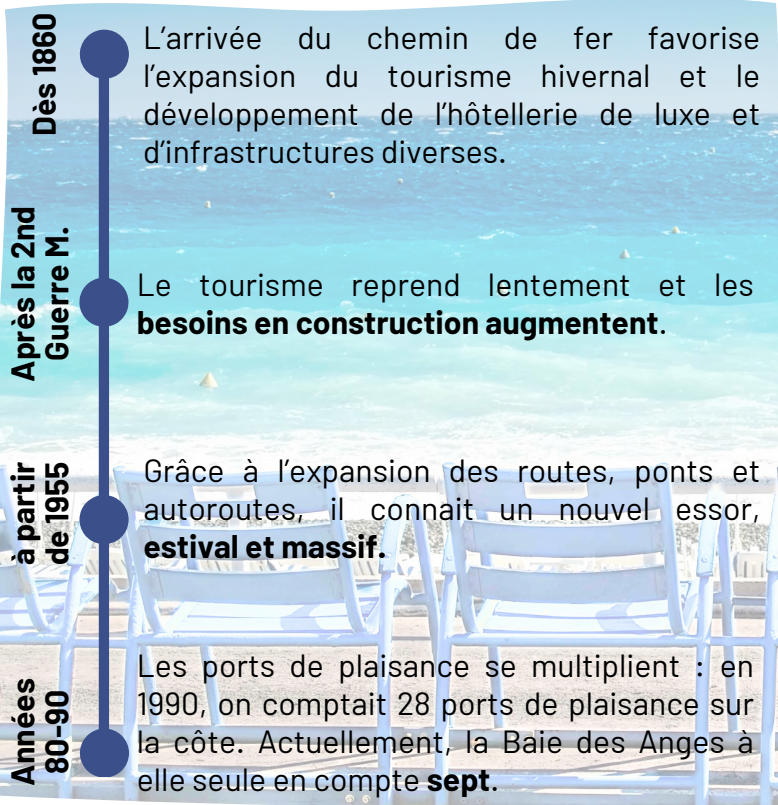 Dès 1860
L'arrivée du chemin de fer favorise
l'expansion du tourisme hivernal et le
développement de l'hôtellerie de luxe et
d'infrastructures diverses.
Après la 2nd
Guerre M.
Le tourisme reprend lentement et les
besoins en construction augmentent.
à partir
de 1955
Grâce à l'expansion des routes, ponts et
autoroutes, il connait un nouvel essor,
estival et massif.
Années
80-90
Les ports de plaisance se multiplient : en
1990, on comptait 28 ports de plaisance sur
la côte. Actuellement, la Baie des Anges à
elle seule en compte sept.